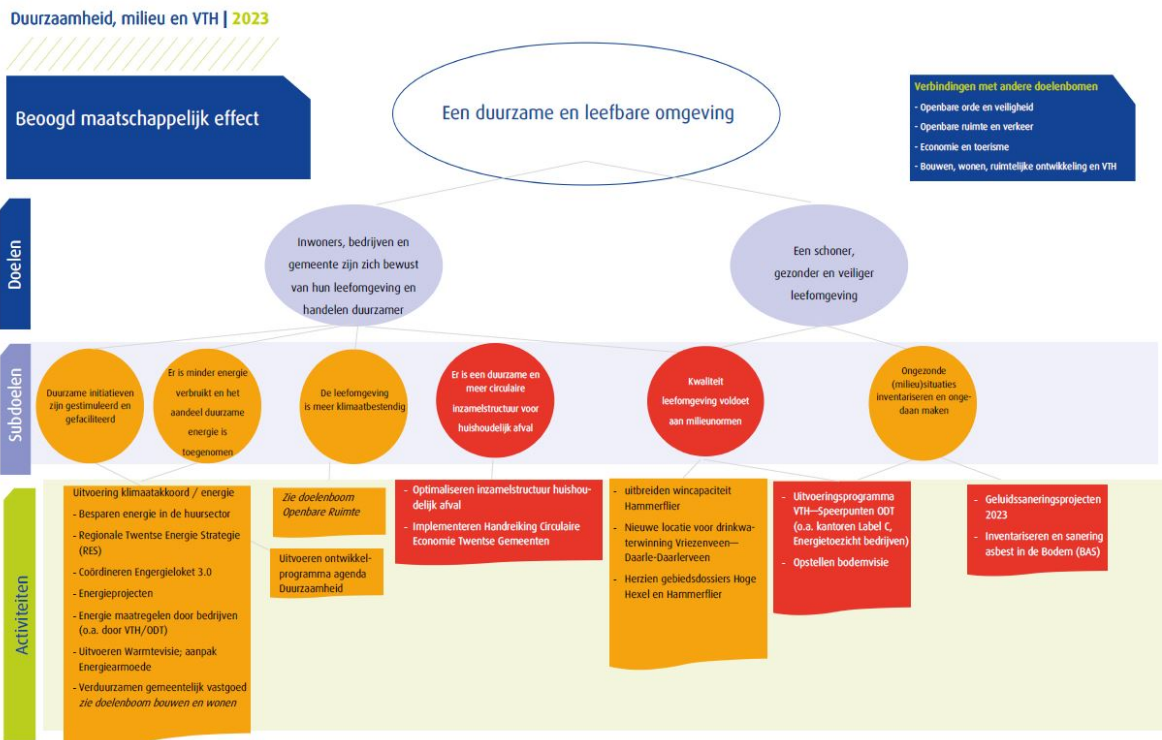 Duurzaamheid, milieu en VTH | 2023
Beoogd maatschappelijk effect
Een duurzame en leefbare omgeving
Verbindingen met andere doelenbomen
- Openbare orde en veiligheid
- Openbare ruimte en verkeer
- Economie en toerisme
- Bouwen, wonen, ruimtelijke ontwikkeling en VTH
Doelen
Inwoners, bedrijven en
gemeente zijn zich bewust
van hun leefomgeving en
handelen duurzamer
Een schoner,
gezonder en veiliger
leefomgeving
Subdoelen
Duurzame initiatieven
zijn gestimuleerd en
gefaciliteerd
Er is minder energie
verbruikt en het
aandeel duurzame
energie is
toegenomen
De leefomgeving
is meer klimaatbestendig
Er is een duurzame en
meer circulaire
inzamelstructuur voor
huishoudelijk afval
Kwaliteit
leefomgeving voldoet
aan milieunormen
Ongezonde
(milieu)situaties
inventariseren en onge-
daan maken
Activiteiten
Uitvoering klimaatakkoord / energie
- Besparen energie in de huursector
- Regionale Twentse Energie Strategie
(RES)
- Coördineren Engergieloket 3.0
- Energieprojecten
- Energie maatregelen door bedrijven
(o.a. door VTH/ODT)
- Uitvoeren Warmtevisie; aanpak
Energiearmoede
- Verduurzamen gemeentelijk vastgoed
zie doelenboom bouwen en wonen
Zie doelenboom
Openbare Ruimte
Uitvoeren ontwikkel-
programma agenda
Duurzaamheid
- Optimaliseren inzamelstructuur huishou-
delijk afval
- Implementeren Handreiking Circulaire
Economie Twentse Gemeenten
- uitbreiden wincapaciteit
Hammerflier
- Nieuwe locatie voor drinkwa-
terwinning Vriezenveen—
Daarle-Daarlerveen
- Herzien gebiedsdossiers Hoge
Hexel en Hammerflier
- Uitvoeringsprogramma
VTH—Speerpunten ODT
(o.a. kantoren Label C,
Energietoezicht bedrijven)
- Opstellen bodemvisie
- Geluidssaneringsprojecten
2023
- Inventariseren en sanering
asbest in de Bodem (BAS)